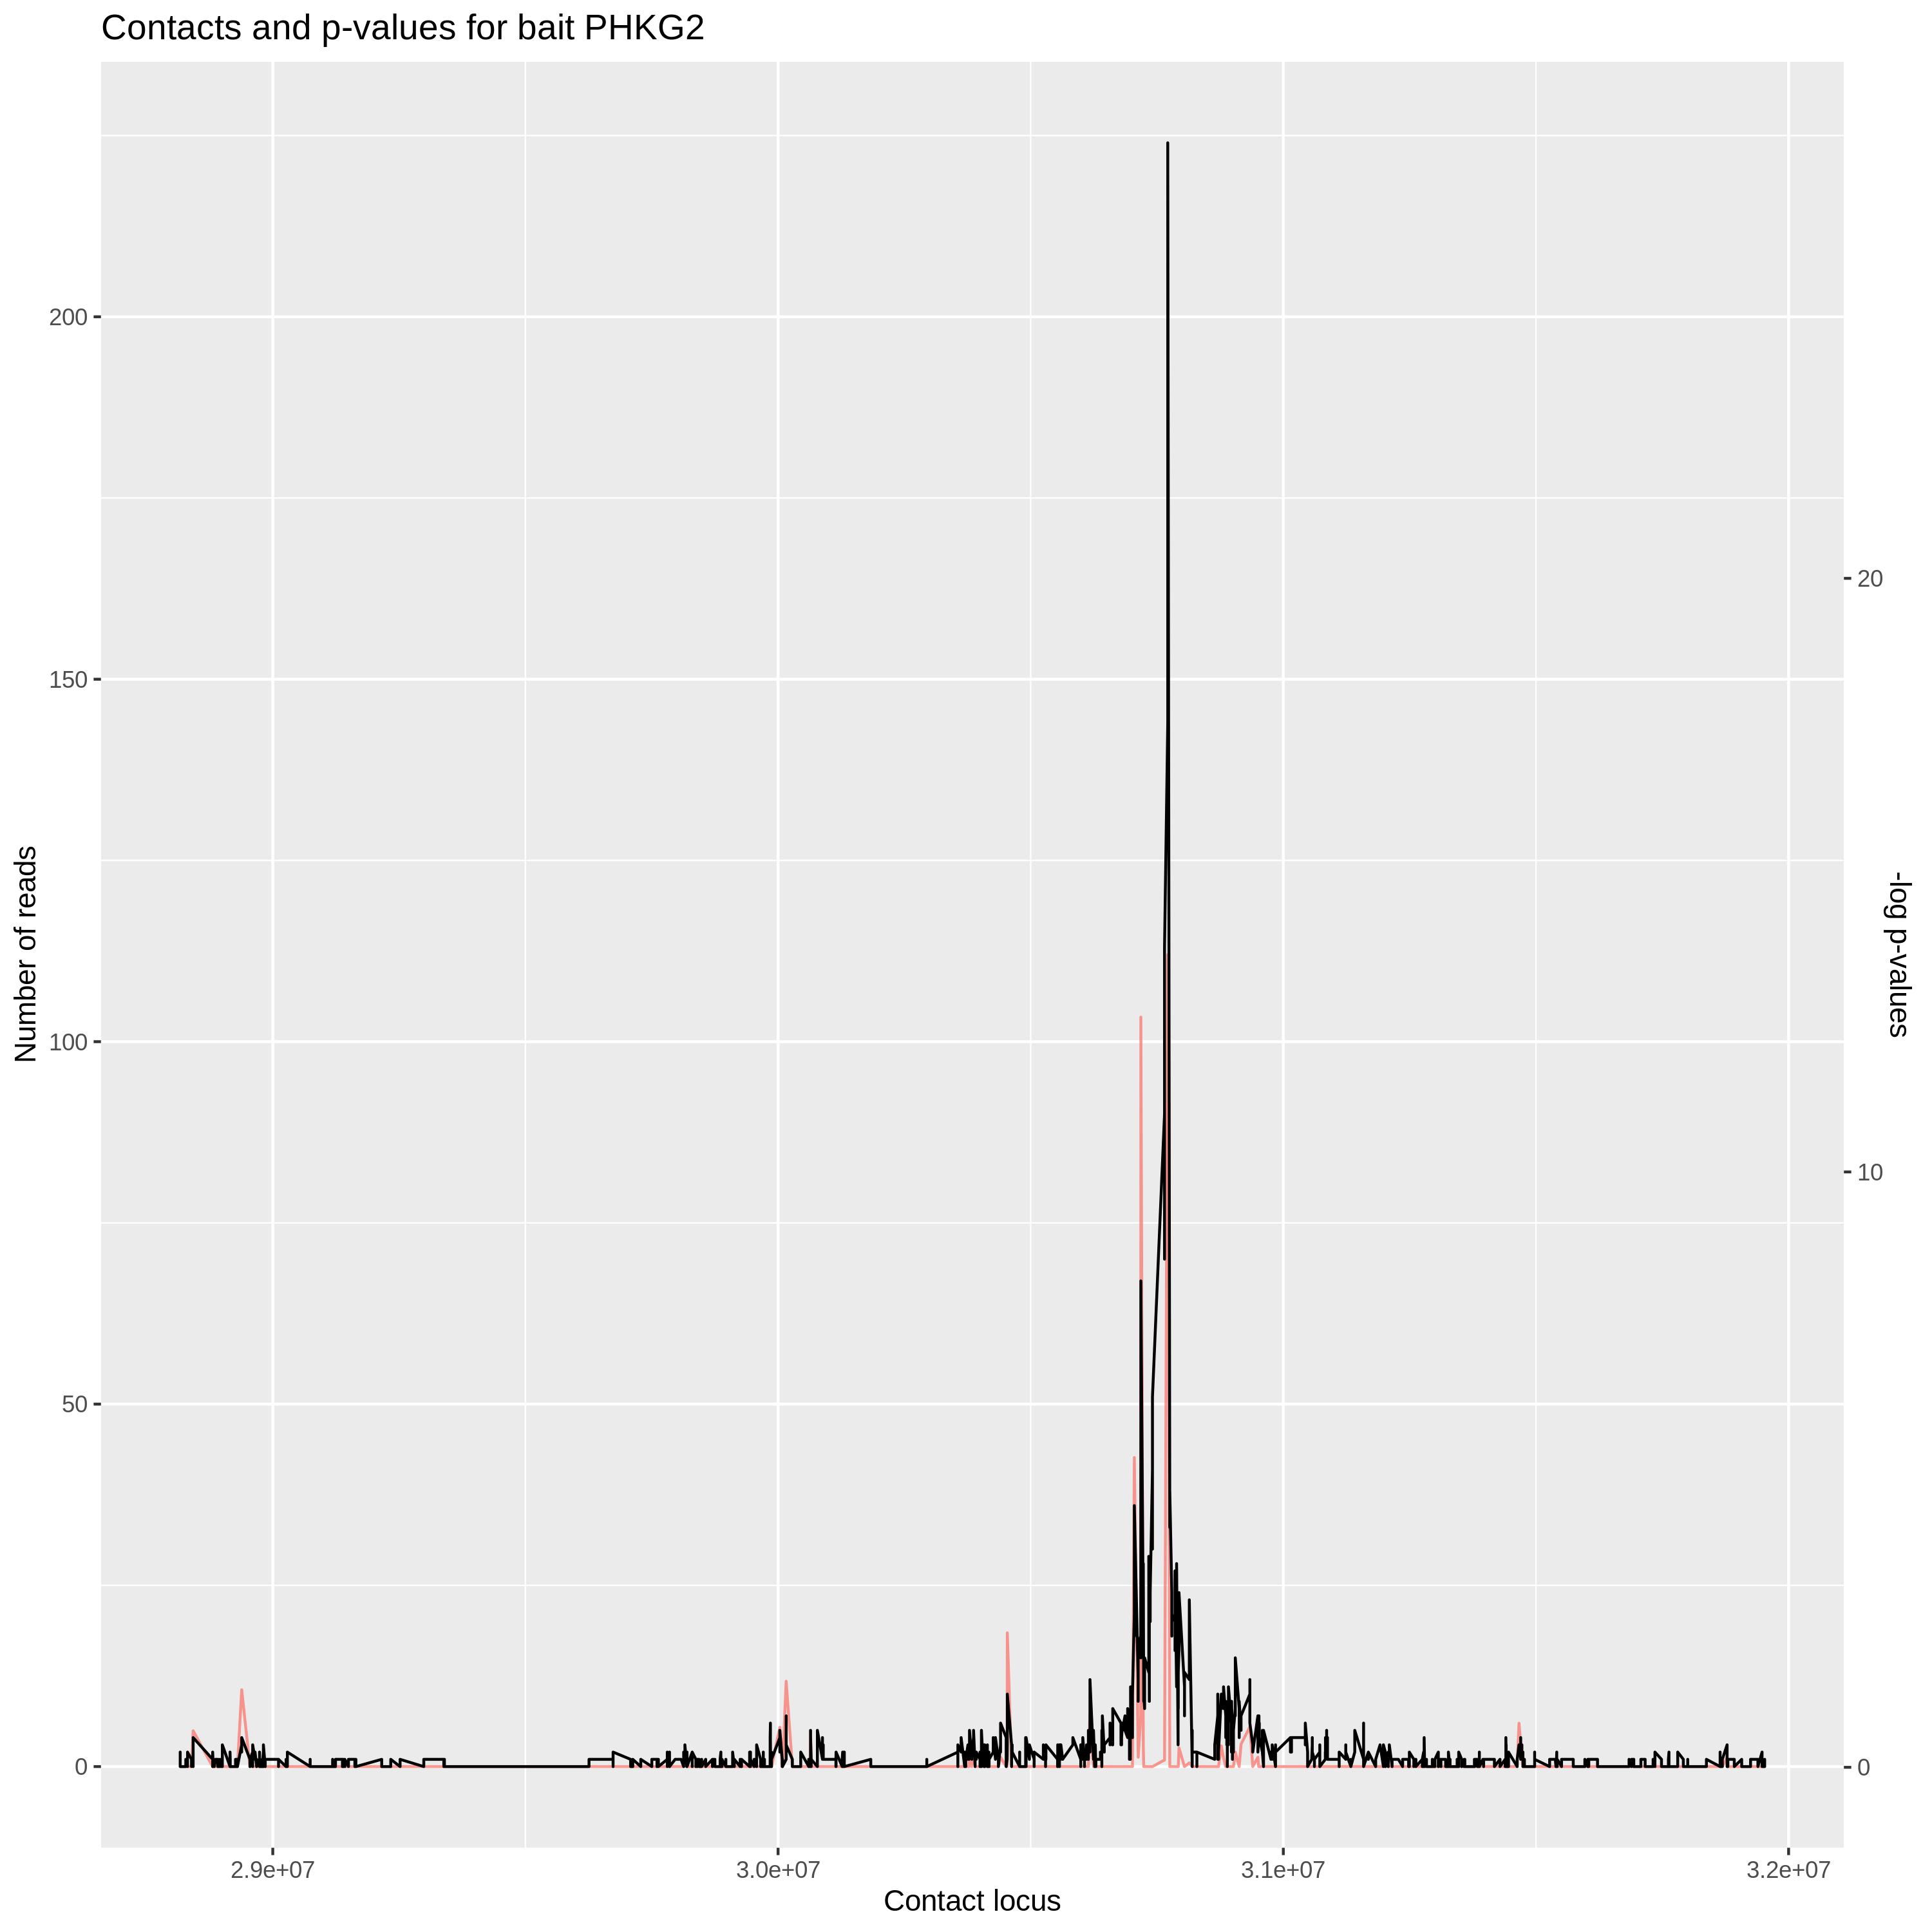 Contacts and p-values for bait PHKG2
200
150
100
50
0
Number of reads
20
10
0
-log p-values
2.9e+07
3.0e+07
3.1e+07
3.2e+07
Contact locus